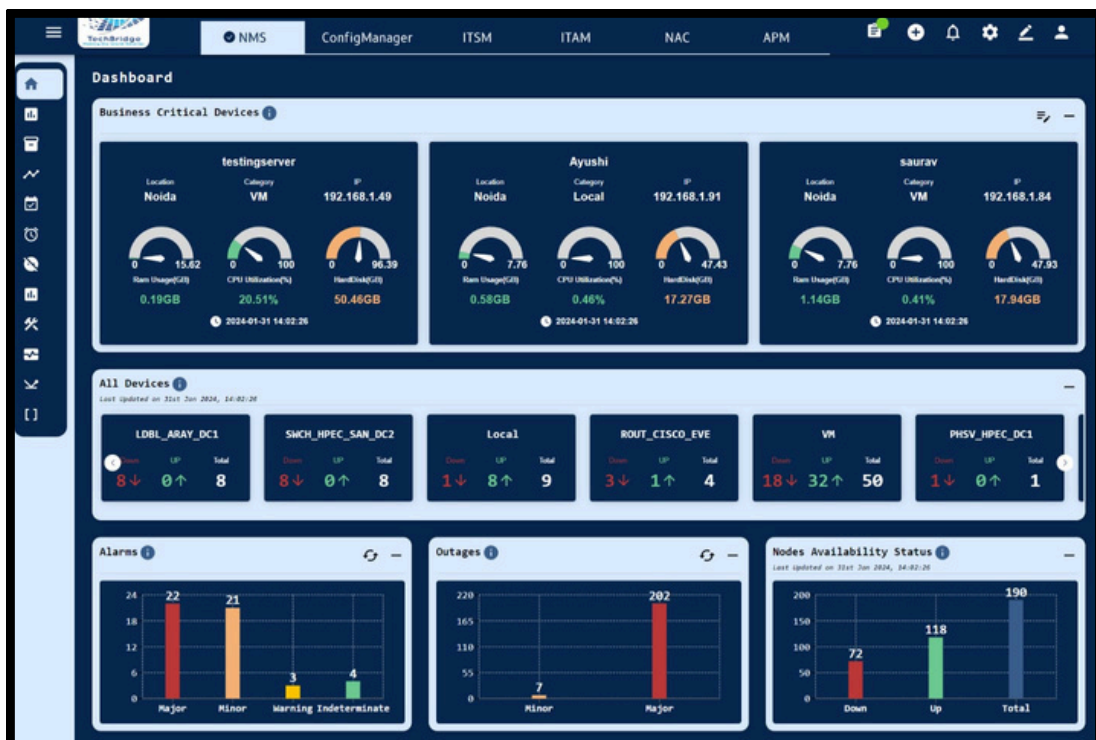 TechBridge
NMS ConfigManager ITSM ITAM NAC APM
Dashboard
Business Critical Devices
testingserver
Location Category IP
Noida VM 192.168.1.49
0 15.62 0 100 0 96.39
Ram Usage(GB) CPU Utilization(%) HardDisk(GB)
0.19GB 20.51% 50.46GB
2024-01-31 14:02:26
Ayushi
Location Category IP
Noida Local 192.168.1.91
0 7.76 0 100 0 47.43
Ram Usage(GB) CPU Utilization(%) HardDisk(GB)
0.58GB 0.46% 17.27GB
2024-01-31 14:02:26
saurav
Location Category IP
Noida VM 192.168.1.84
0 7.76 0 100 0 47.93
Ram Usage(GB) CPU Utilization(%) HardDisk(GB)
1.14GB 0.41% 17.94GB
2024-01-31 14:02:26
All Devices
Last Updated on 31st Jan 2024, 14:02:26
LDBL_ARAY_DC1
Down UP Total
8↓ 0↑ 8
SWCH_HPEC_SAN_DC2
Down UP Total
8↓ 0↑ 8
Local
Down UP Total
1↓ 8↑ 9
ROUT_CISCO_EVE
Down UP Total
3↓ 1↑ 4
VM
Down UP Total
18↓ 32↑ 50
PHSV_HPEC_DC1
Down UP Total
1↓ 0↑ 1
Alarms
24 22 21
18
12
6 3 4
0
Major Minor Warning Indeterminate
Outages
220 202
165
110
55 7
0
Minor Major
Nodes Availability Status
Last Updated on 31st Jan 2024, 14:02:26
200 190
150 118
100 72
50
0
Down Up Total